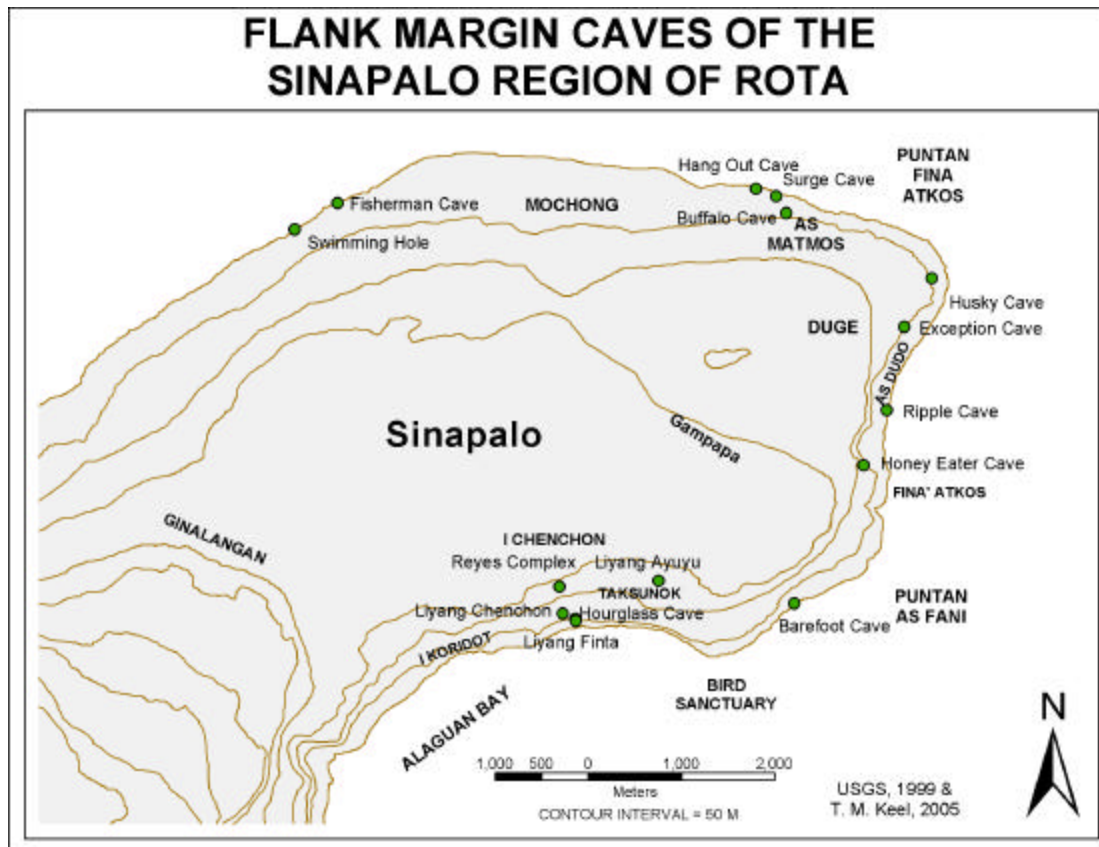 FLANK MARGIN CAVES OF THE
SINAPALO REGION OF ROTA
Hang Out Cave
PUNTAN
FINA
ATKOS
Surge Cave
Fisherman Cave
MOCHONG
Buffalo Cave
AS
MATMOS
Swimming Hole
Husky Cave
DUGE
Exception Cave
AS DUDO
Ripple Cave
Sinapalo
Gampapa
Honey Eater Cave
FINA' ATKOS
GINALANGAN
I CHENCHON
Reyes Complex
Liyang Ayuyu
TAKSUNOK
PUNTAN
AS FANI
Liyang Chenchon
Hourglass Cave
Barefoot Cave
I KORIDOT
Liyang Finta
BIRD
SANCTUARY
ALAGUAN BAY
N
1,000 500 0 1,000 2,000
Meters
CONTOUR INTERVAL = 50 M
USGS, 1999 &
T. M. Keel, 2005